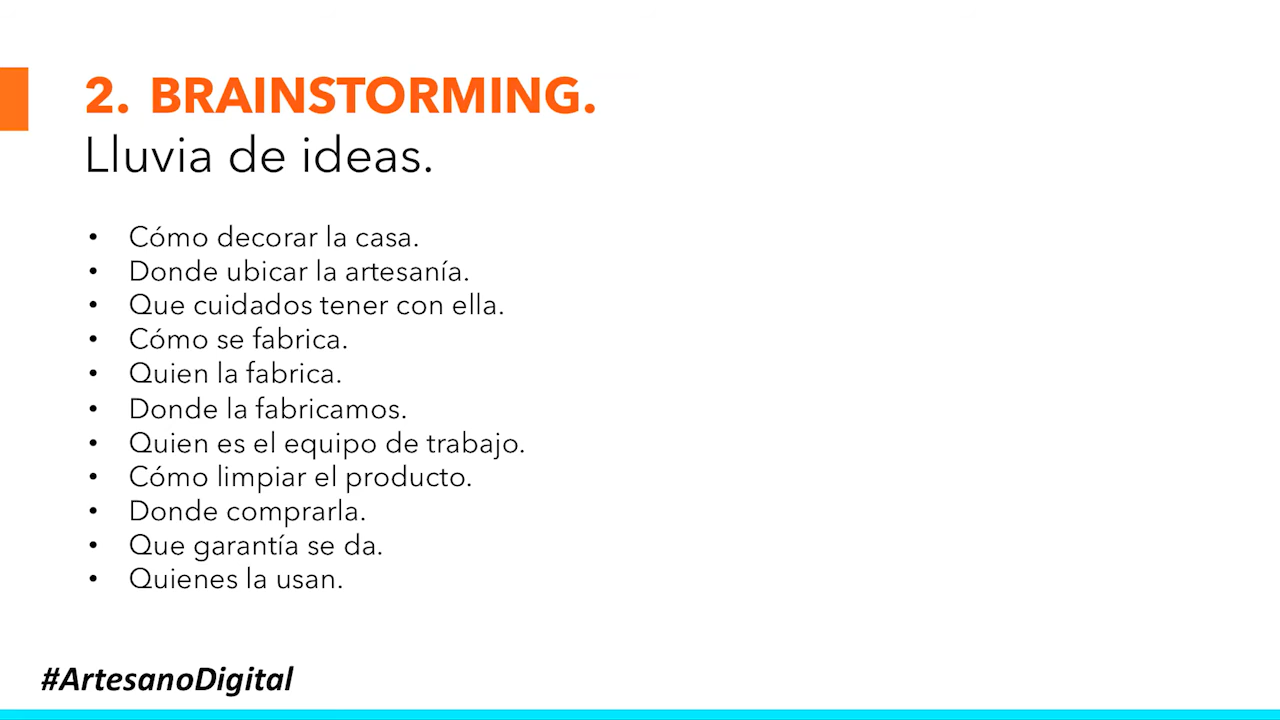 2. BRAINSTORMING.
Lluvia de ideas.
• Cómo decorar la casa.
• Donde ubicar la artesanía.
• Que cuidados tener con ella.
• Cómo se fabrica.
• Quien la fabrica.
• Donde la fabricamos.
• Quien es el equipo de trabajo.
• Cómo limpiar el producto.
• Donde comprarla.
• Que garantía se da.
• Quienes la usan.
#ArtesanoDigital